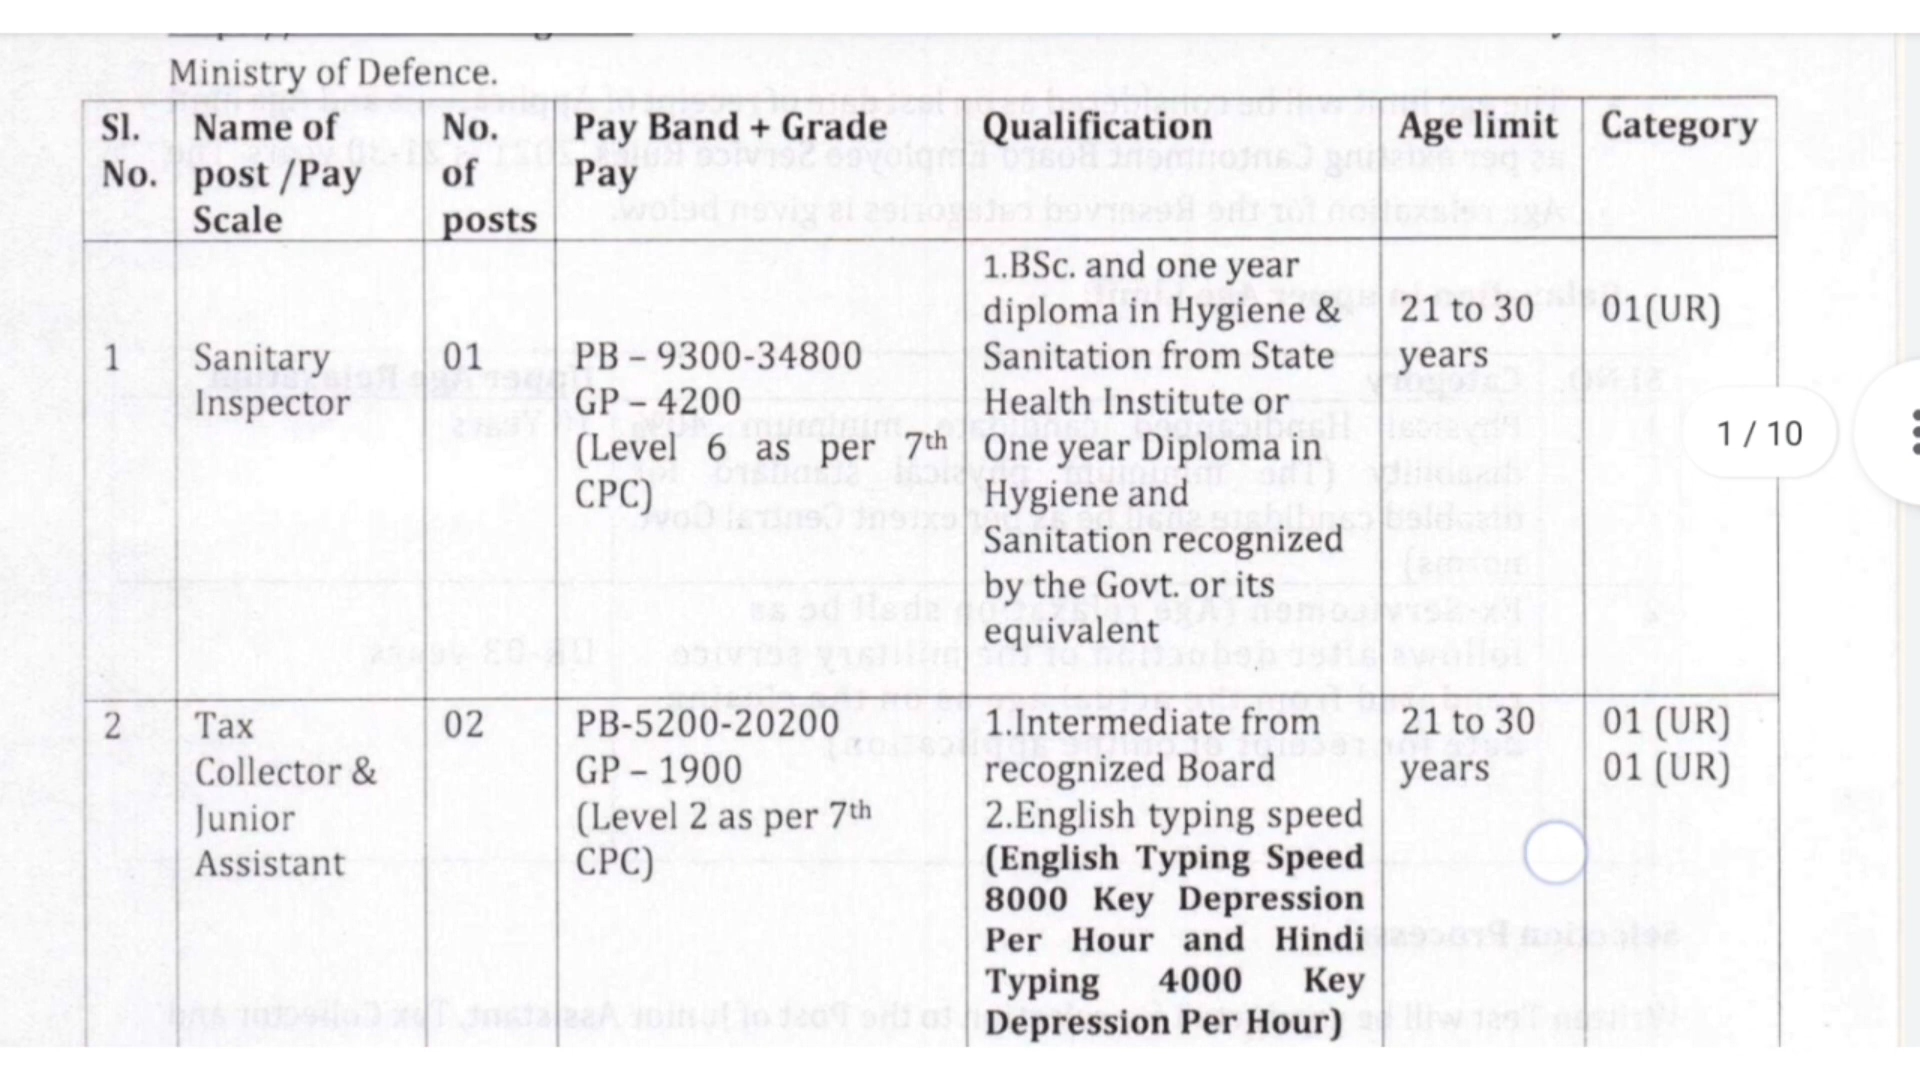 Ministry of Defence.
Sl. No. | Name of post /Pay Scale | No. of posts | Pay Band + Grade Pay | Qualification | Age limit | Category
1 | Sanitary Inspector | 01 | PB – 9300-34800 GP – 4200 (Level 6 as per 7th CPC) | 1.BSc. and one year diploma in Hygiene & Sanitation from State Health Institute or One year Diploma in Hygiene and Sanitation recognized by the Govt. or its equivalent | 21 to 30 years | 01(UR)
2 | Tax Collector & Junior Assistant | 02 | PB-5200-20200 GP – 1900 (Level 2 as per 7th CPC) | 1.Intermediate from recognized Board 2.English typing speed (English Typing Speed 8000 Key Depression Per Hour and Hindi Typing 4000 Key Depression Per Hour) | 21 to 30 years | 01 (UR) 01 (UR)
1 / 10